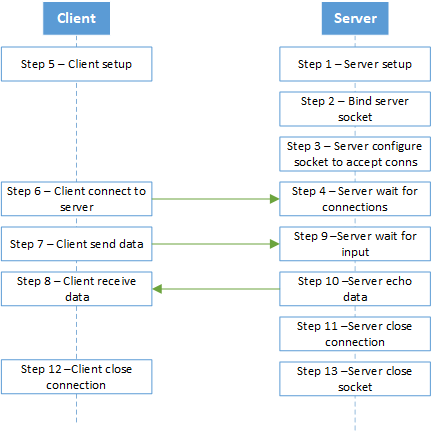 Client
Server
Step 5 – Client setup
Step 1 – Server setup
Step 2 – Bind server
socket
Step 3 – Server configure
socket to accept conns
Step 6 – Client connect to
server
Step 4 – Server wait for
connections
Step 7 – Client send data
Step 9 –Server wait for
input
Step 8 – Client receive
data
Step 10 –Server echo
data
Step 11 –Server close
connection
Step 12 –Client close
connection
Step 13 –Server close
socket